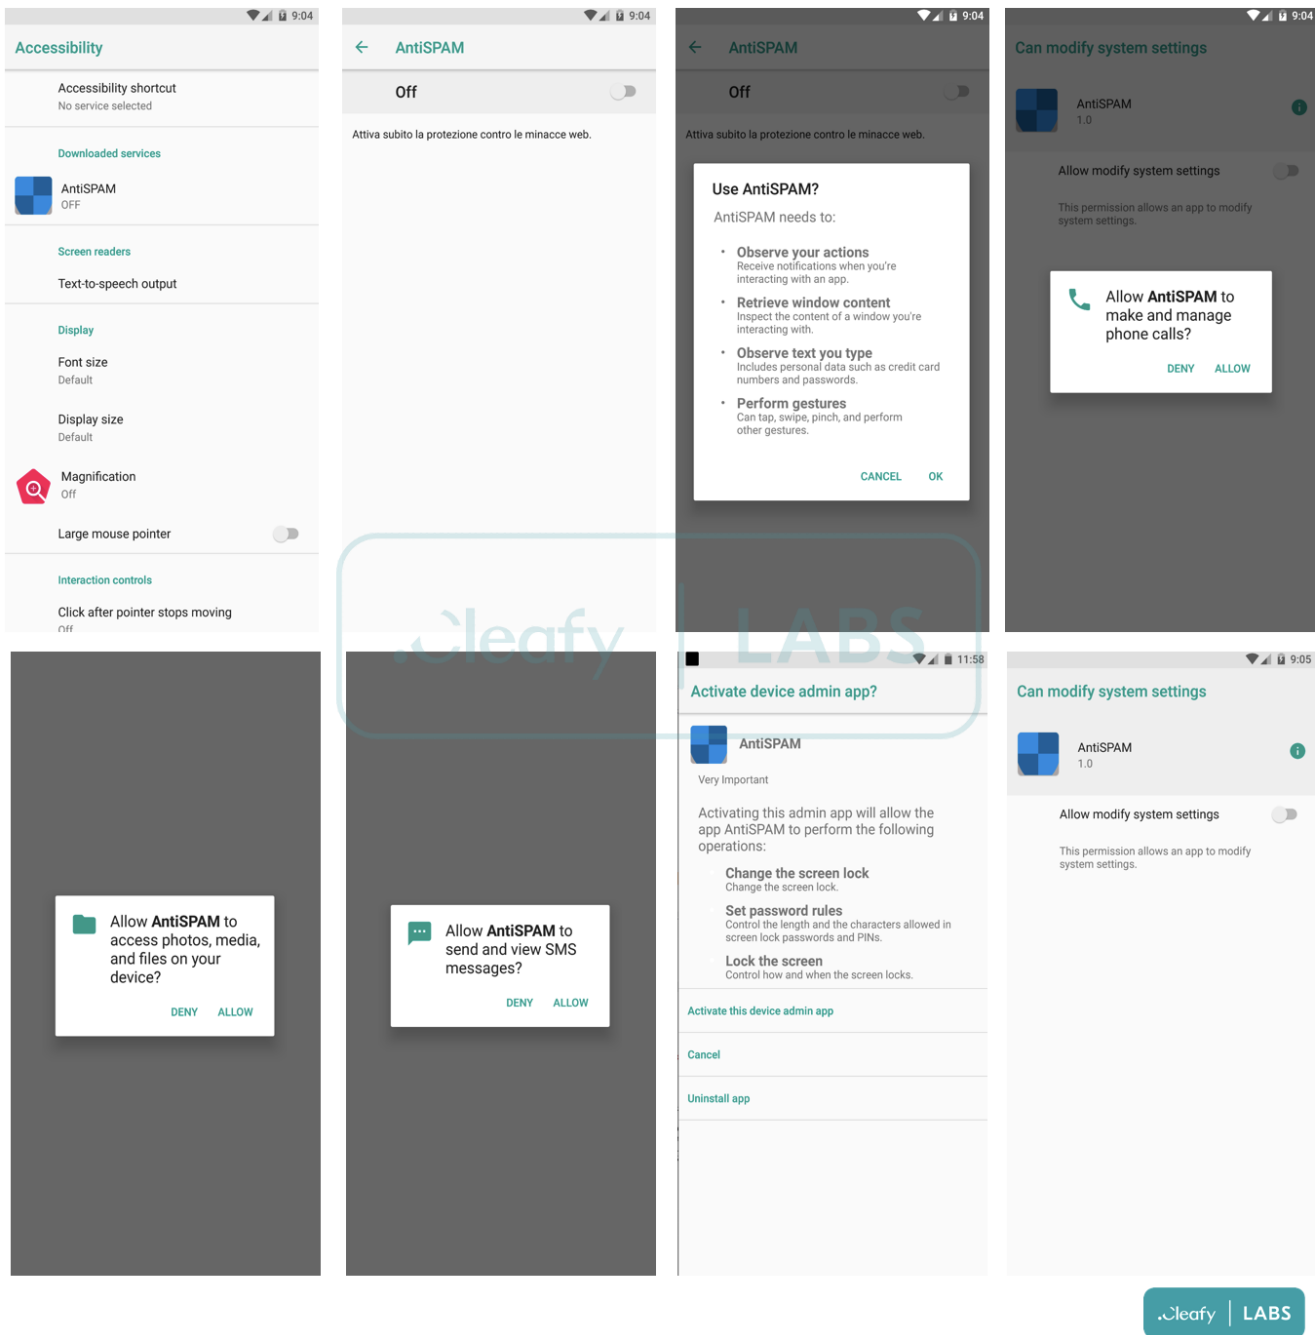 9:04
Accessibility
Accessibility shortcut
No service selected
Downloaded services
AntiSPAM
OFF
Screen readers
Text-to-speech output
Display
Font size
Default
Display size
Default
Magnification
Off
Large mouse pointer
Interaction controls
Click after pointer stops moving
Off
9:04
AntiSPAM
Off
Attiva subito la protezione contro le minacce web.
9:04
AntiSPAM
Off
Attiva subito la protezione contro le minacce web.
Use AntiSPAM?
AntiSPAM needs to:
• Observe your actions
Receive notifications when you're
interacting with an app.
• Retrieve window content
Inspect the content of a window you're
interacting with.
• Observe text you type
Includes personal data such as credit card
numbers and passwords.
• Perform gestures
Can tap, swipe, pinch, and perform
other gestures.
CANCEL OK
9:04
Can modify system settings
AntiSPAM
1.0
Allow modify system settings
This permission allows an app to modify
system settings.
Allow AntiSPAM to
make and manage
phone calls?
DENY ALLOW
Cleafy | LABS
Allow AntiSPAM to
access photos, media,
and files on your
device?
DENY ALLOW
Allow AntiSPAM to
send and view SMS
messages?
DENY ALLOW
11:58
Activate device admin app?
AntiSPAM
Very Important
Activating this admin app will allow the
app AntiSPAM to perform the following
operations:
Change the screen lock
Change the screen lock.
Set password rules
Control the length and the characters allowed in
screen lock passwords and PINs.
Lock the screen
Control how and when the screen locks.
Activate this device admin app
Cancel
Uninstall app
9:05
Can modify system settings
AntiSPAM
1.0
Allow modify system settings
This permission allows an app to modify
system settings.
Cleafy | LABS